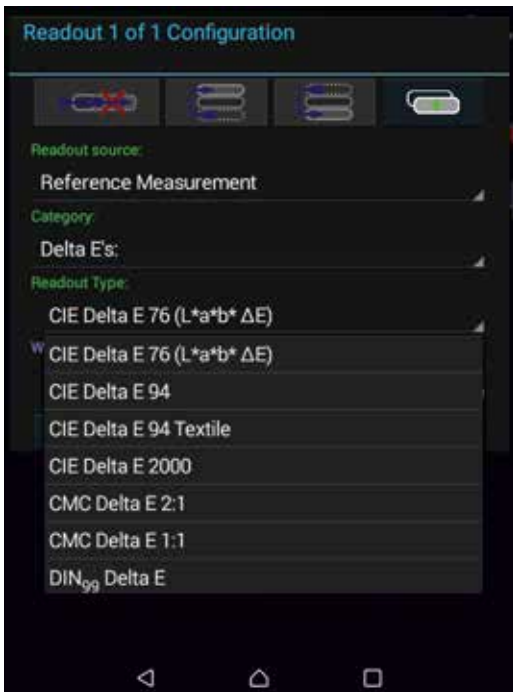 Readout 1 of 1 Configuration
Readout source:
Reference Measurement
Category:
Delta E's:
Readout Type:
CIE Delta E 76 (L*a*b* ΔE)
CIE Delta E 76 (L*a*b* ΔE)
CIE Delta E 94
CIE Delta E 94 Textile
CIE Delta E 2000
CMC Delta E 2:1
CMC Delta E 1:1
DIN₉₉ Delta E